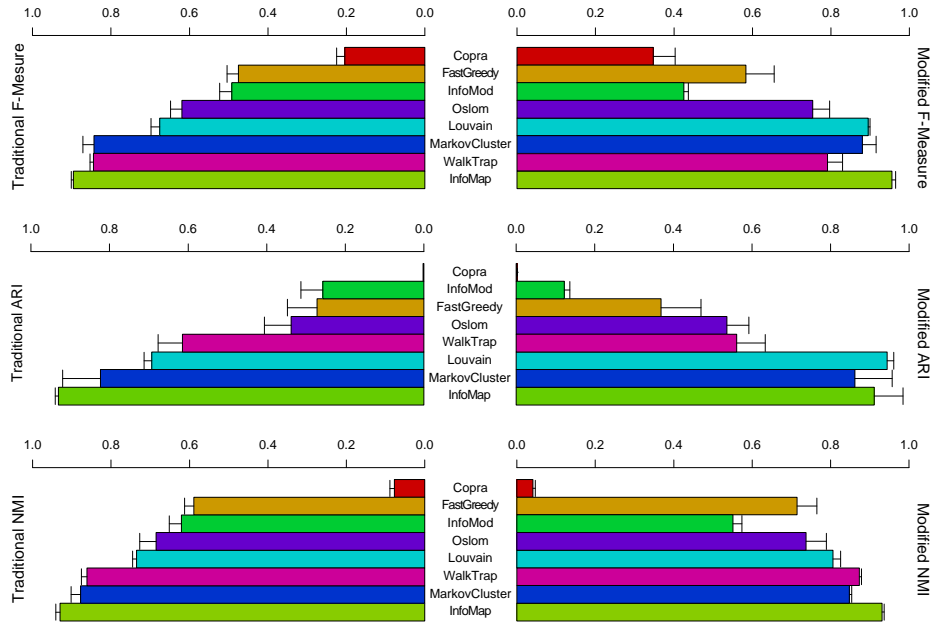 1.0 0.8 0.6 0.4 0.2 0.0 0.0 0.2 0.4 0.6 0.8 1.0
Traditional F-Mesure
Copra
FastGreedy
InfoMod
Oslom
Louvain
MarkovCluster
WalkTrap
InfoMap
Modified F-Measure
1.0 0.8 0.6 0.4 0.2 0.0 0.0 0.2 0.4 0.6 0.8 1.0
Traditional ARI
Copra
InfoMod
FastGreedy
Oslom
WalkTrap
Louvain
MarkovCluster
InfoMap
Modified ARI
1.0 0.8 0.6 0.4 0.2 0.0 0.0 0.2 0.4 0.6 0.8 1.0
Traditional NMI
Copra
FastGreedy
InfoMod
Oslom
Louvain
WalkTrap
MarkovCluster
InfoMap
Modified NMI